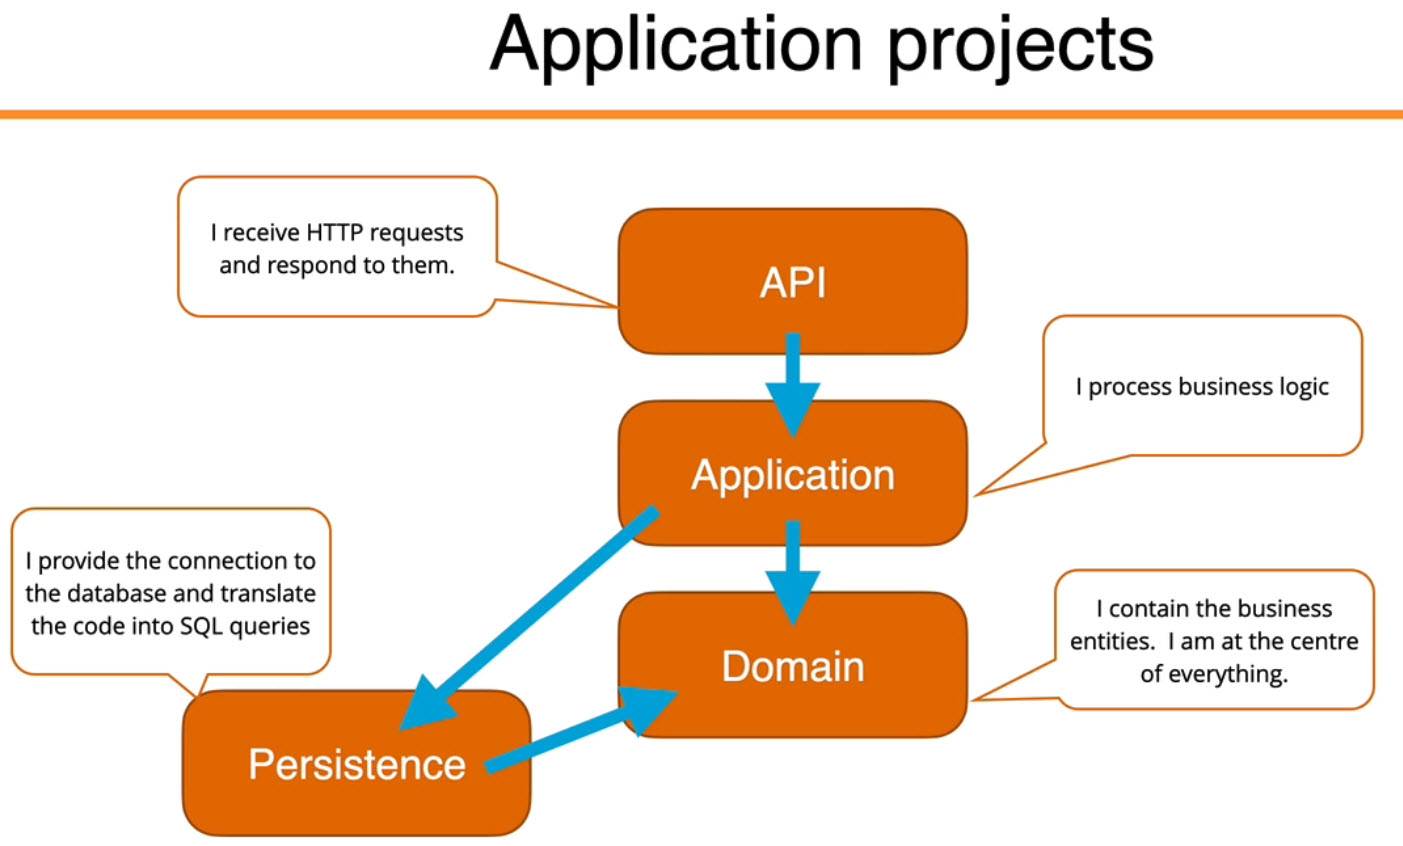 Application projects
I receive HTTP requests
and respond to them.
API
I process business logic
Application
I provide the connection to
the database and translate
the code into SQL queries
I contain the business
entities.  I am at the centre
of everything.
Domain
Persistence